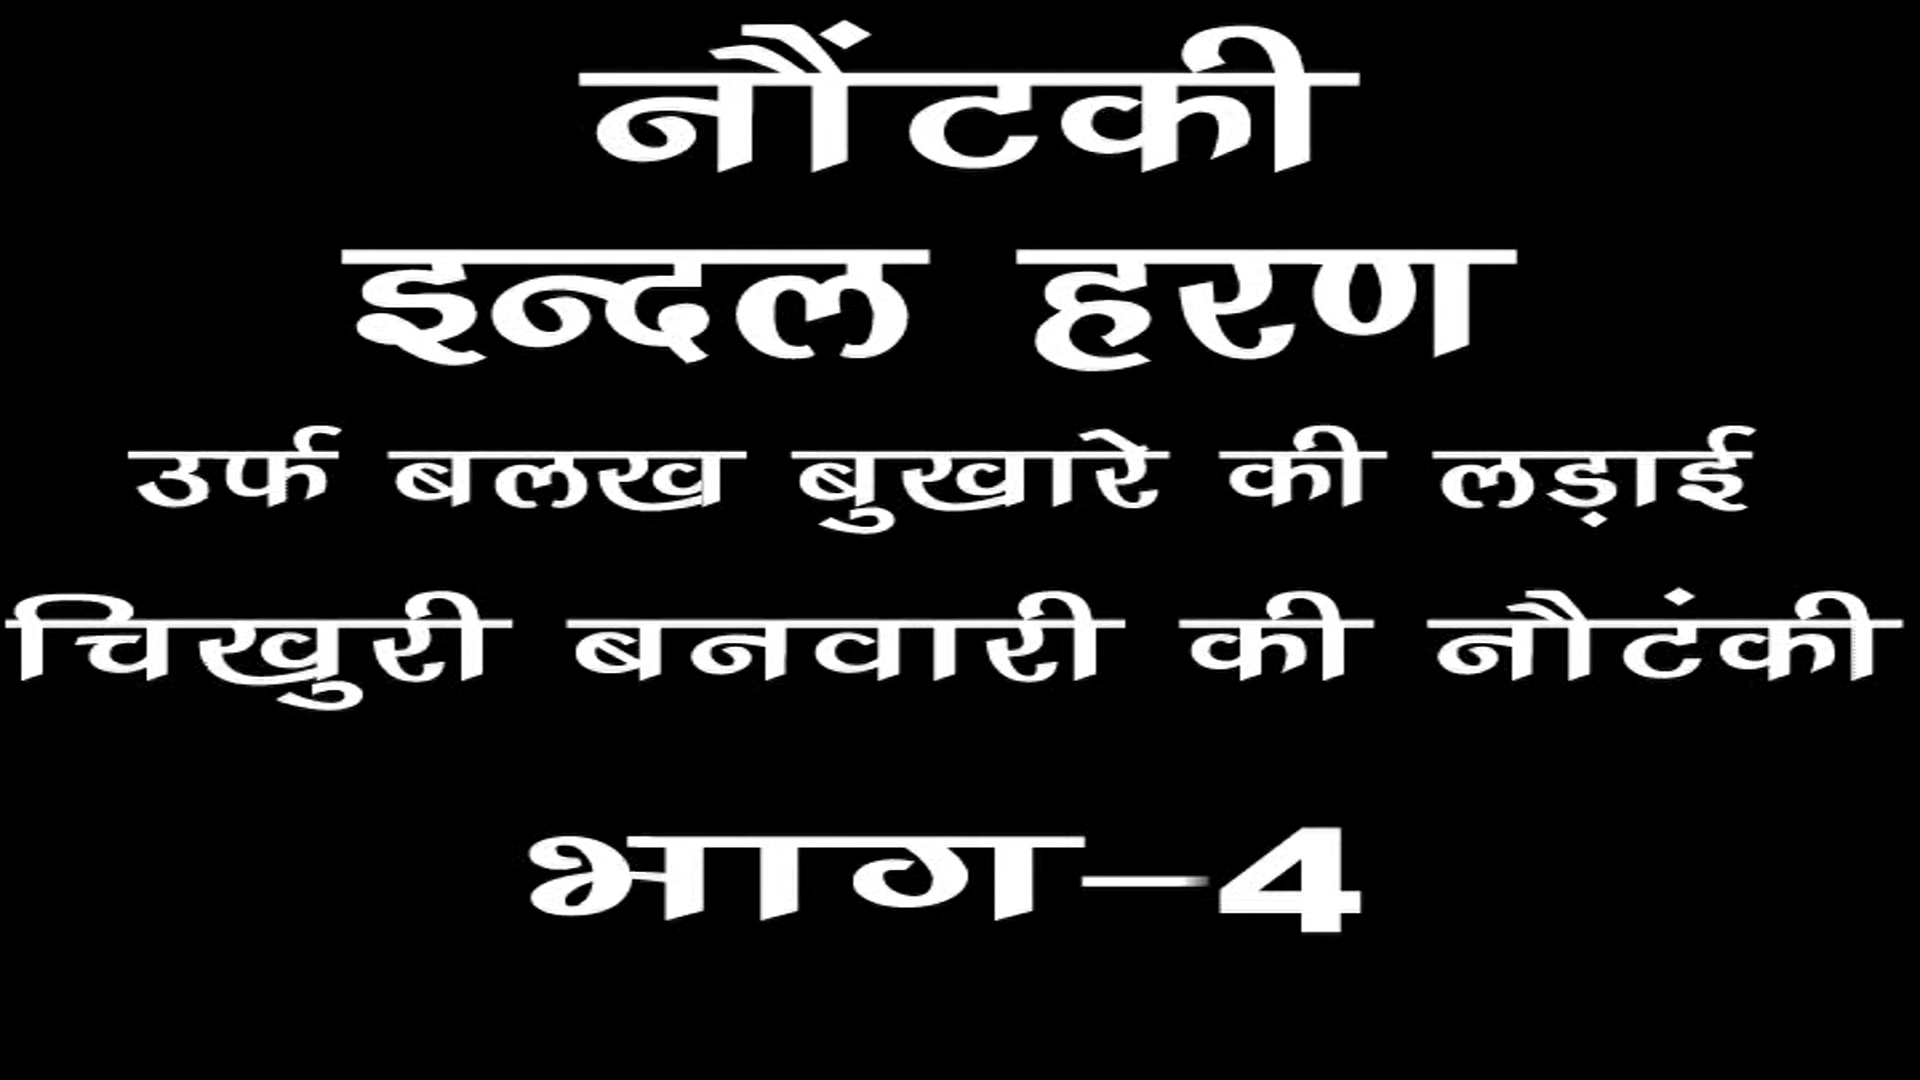 नौंटकी
इन्दल हरण
उर्फ बलख बुखारे की लड़ाई
चिखुरी बनवारी की नौटंकी
भाग-4